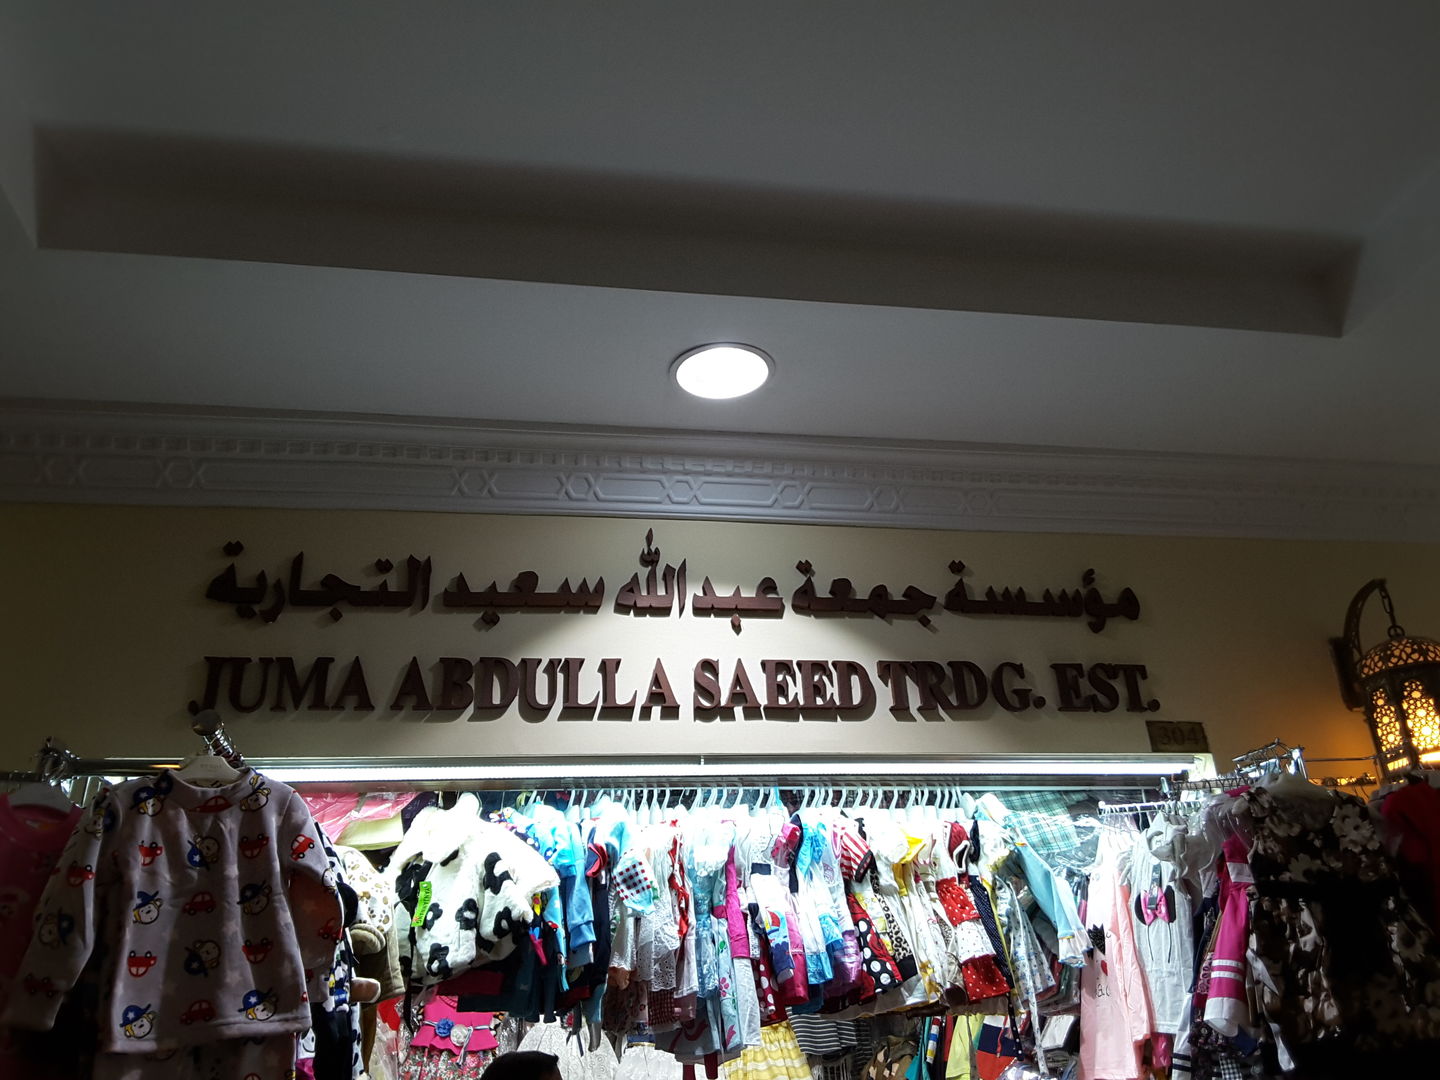 مؤسسة جمعة عبدالله سعيد التجارية
JUMA ABDULLA SAEED TRDG. EST.
304